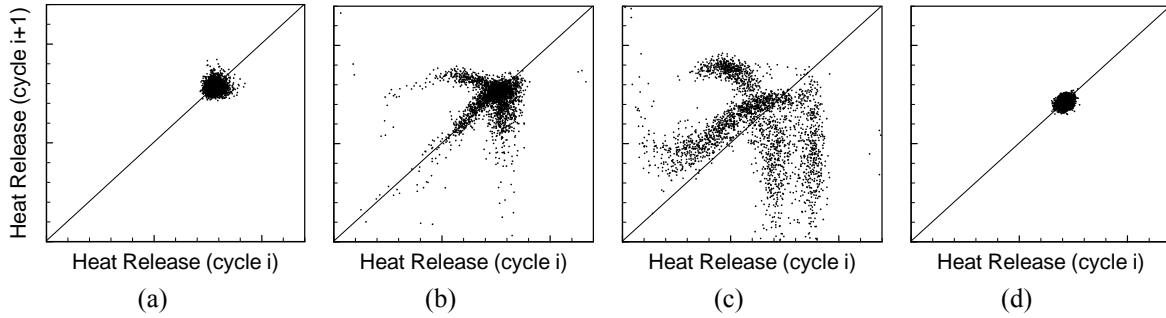 Heat Release (cycle i+1)
Heat Release (cycle i)
Heat Release (cycle i)
Heat Release (cycle i)
Heat Release (cycle i)
(a)
(b)
(c)
(d)